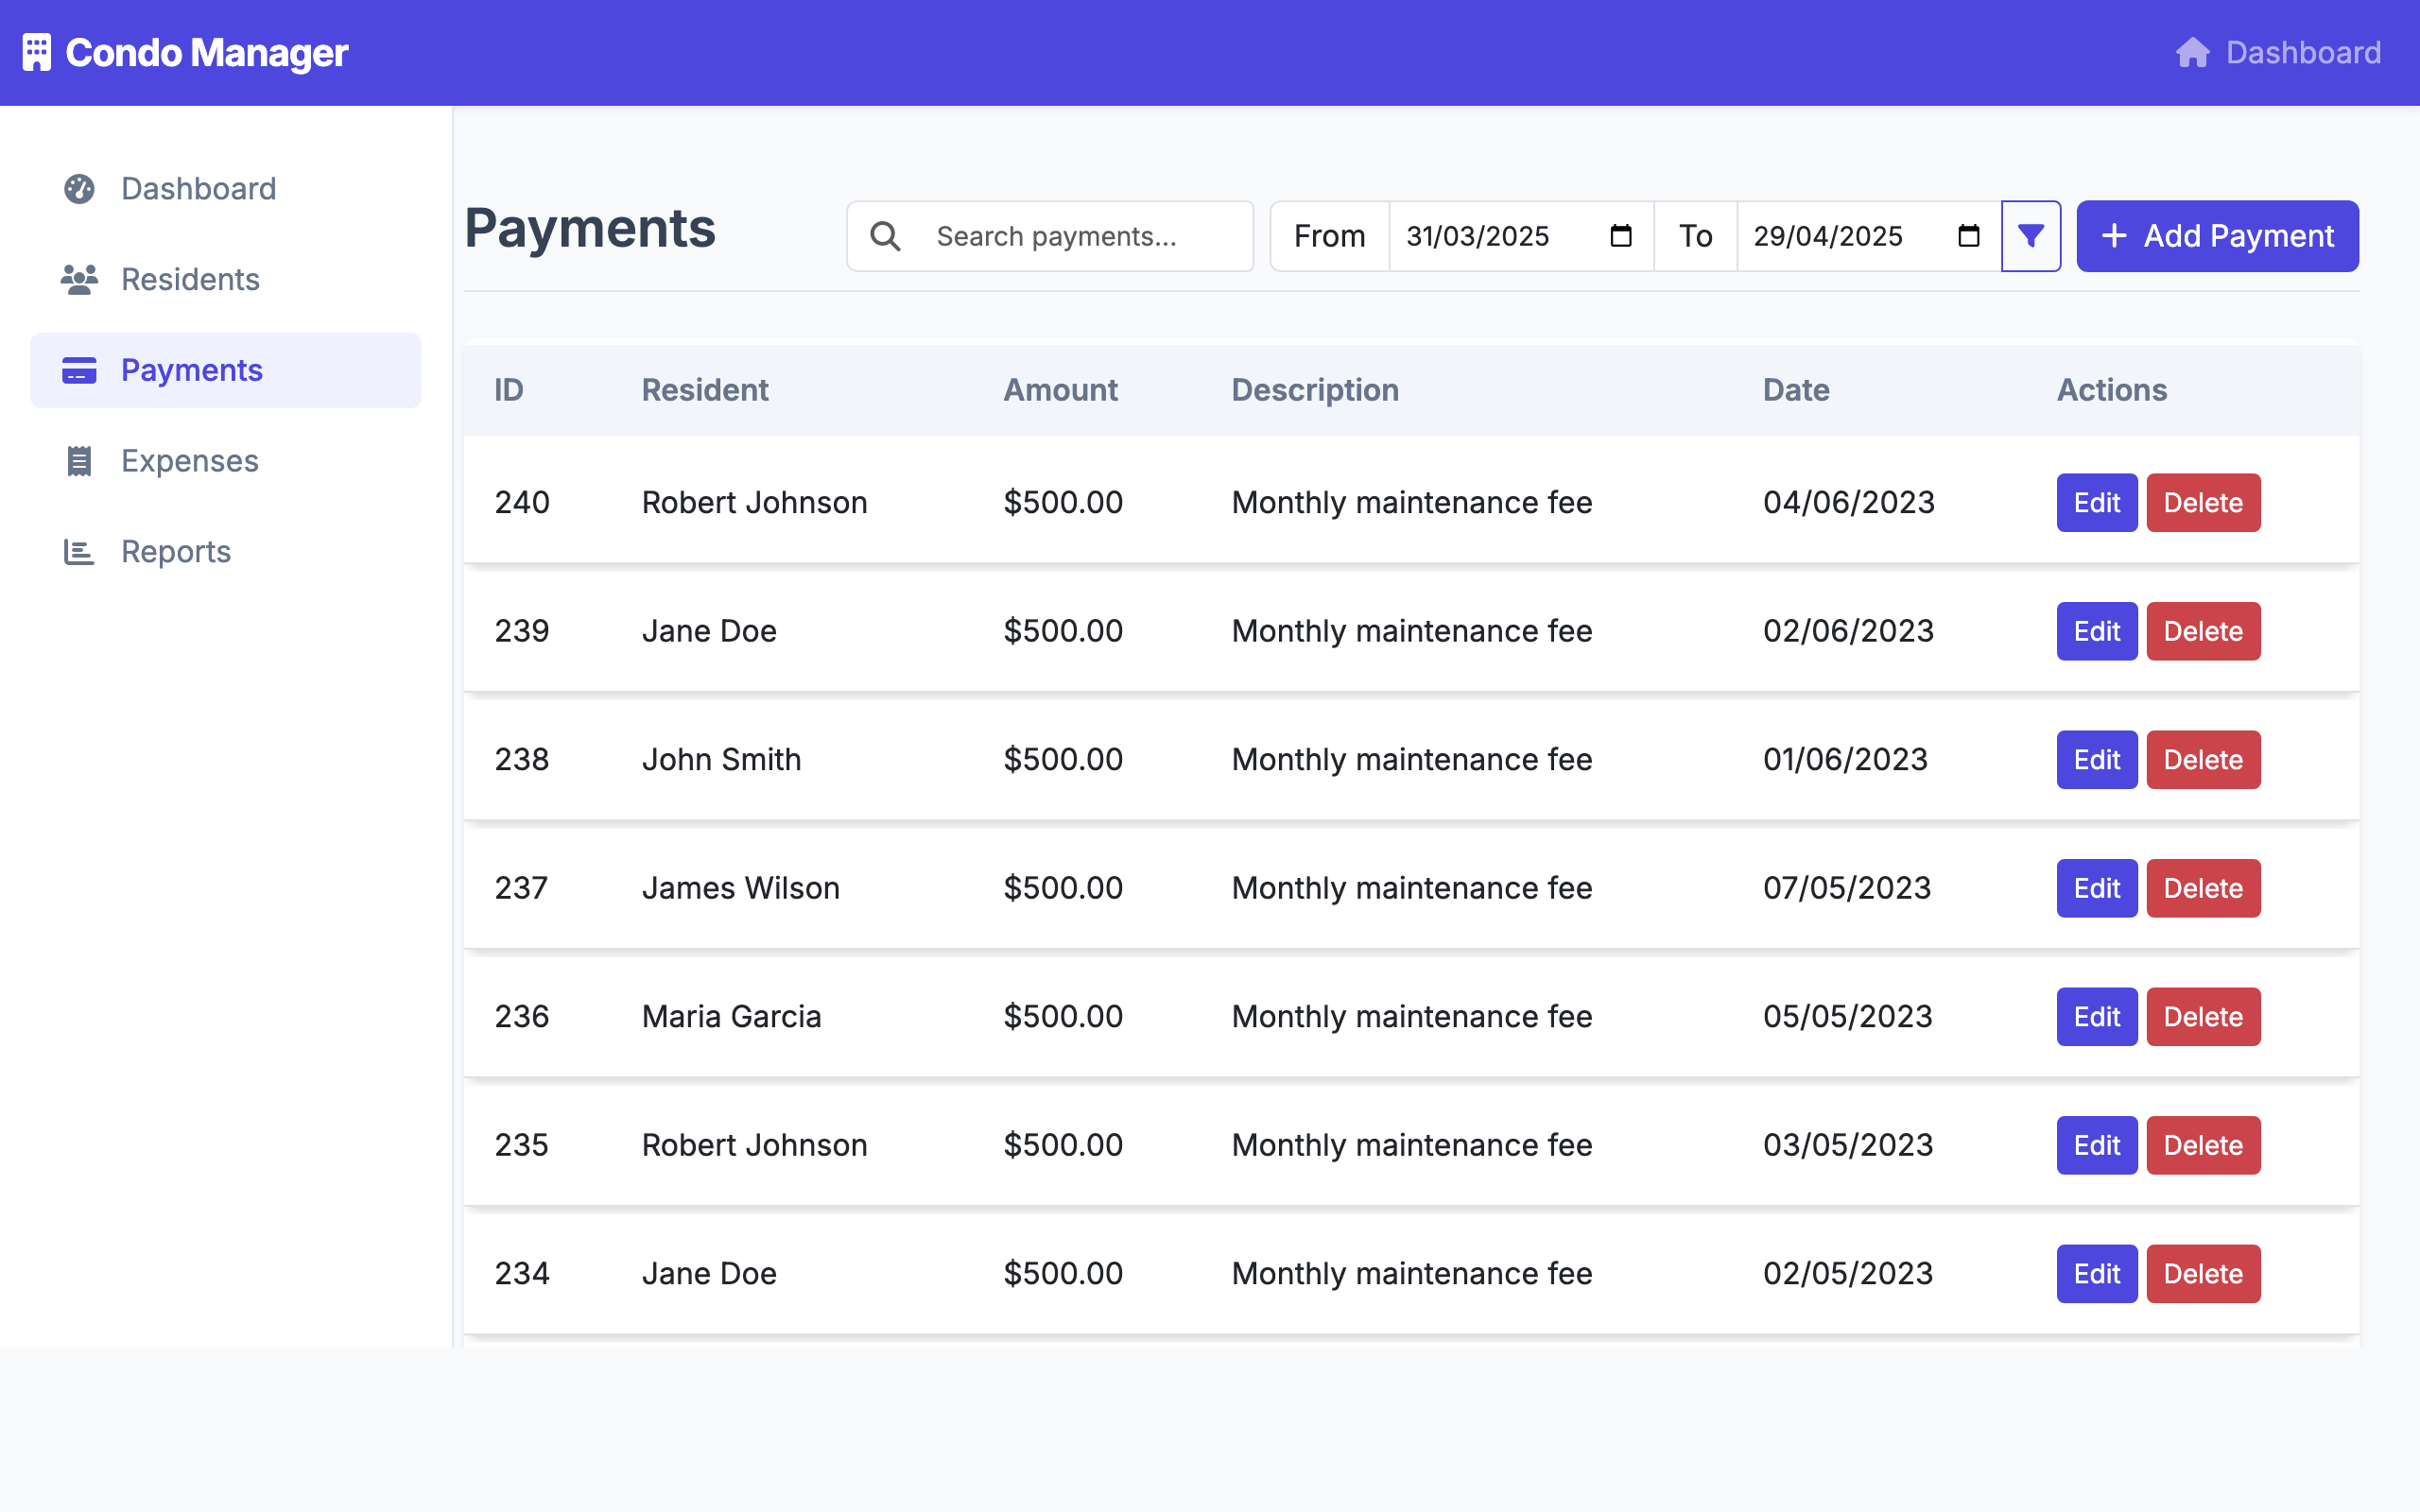 Condo Manager
Dashboard
Dashboard
Residents
Payments
Expenses
Reports
Payments
Search payments...
From 31/03/2025 To 29/04/2025
+ Add Payment
ID Resident Amount Description Date Actions
240 Robert Johnson $500.00 Monthly maintenance fee 04/06/2023 Edit Delete
239 Jane Doe $500.00 Monthly maintenance fee 02/06/2023 Edit Delete
238 John Smith $500.00 Monthly maintenance fee 01/06/2023 Edit Delete
237 James Wilson $500.00 Monthly maintenance fee 07/05/2023 Edit Delete
236 Maria Garcia $500.00 Monthly maintenance fee 05/05/2023 Edit Delete
235 Robert Johnson $500.00 Monthly maintenance fee 03/05/2023 Edit Delete
234 Jane Doe $500.00 Monthly maintenance fee 02/05/2023 Edit Delete